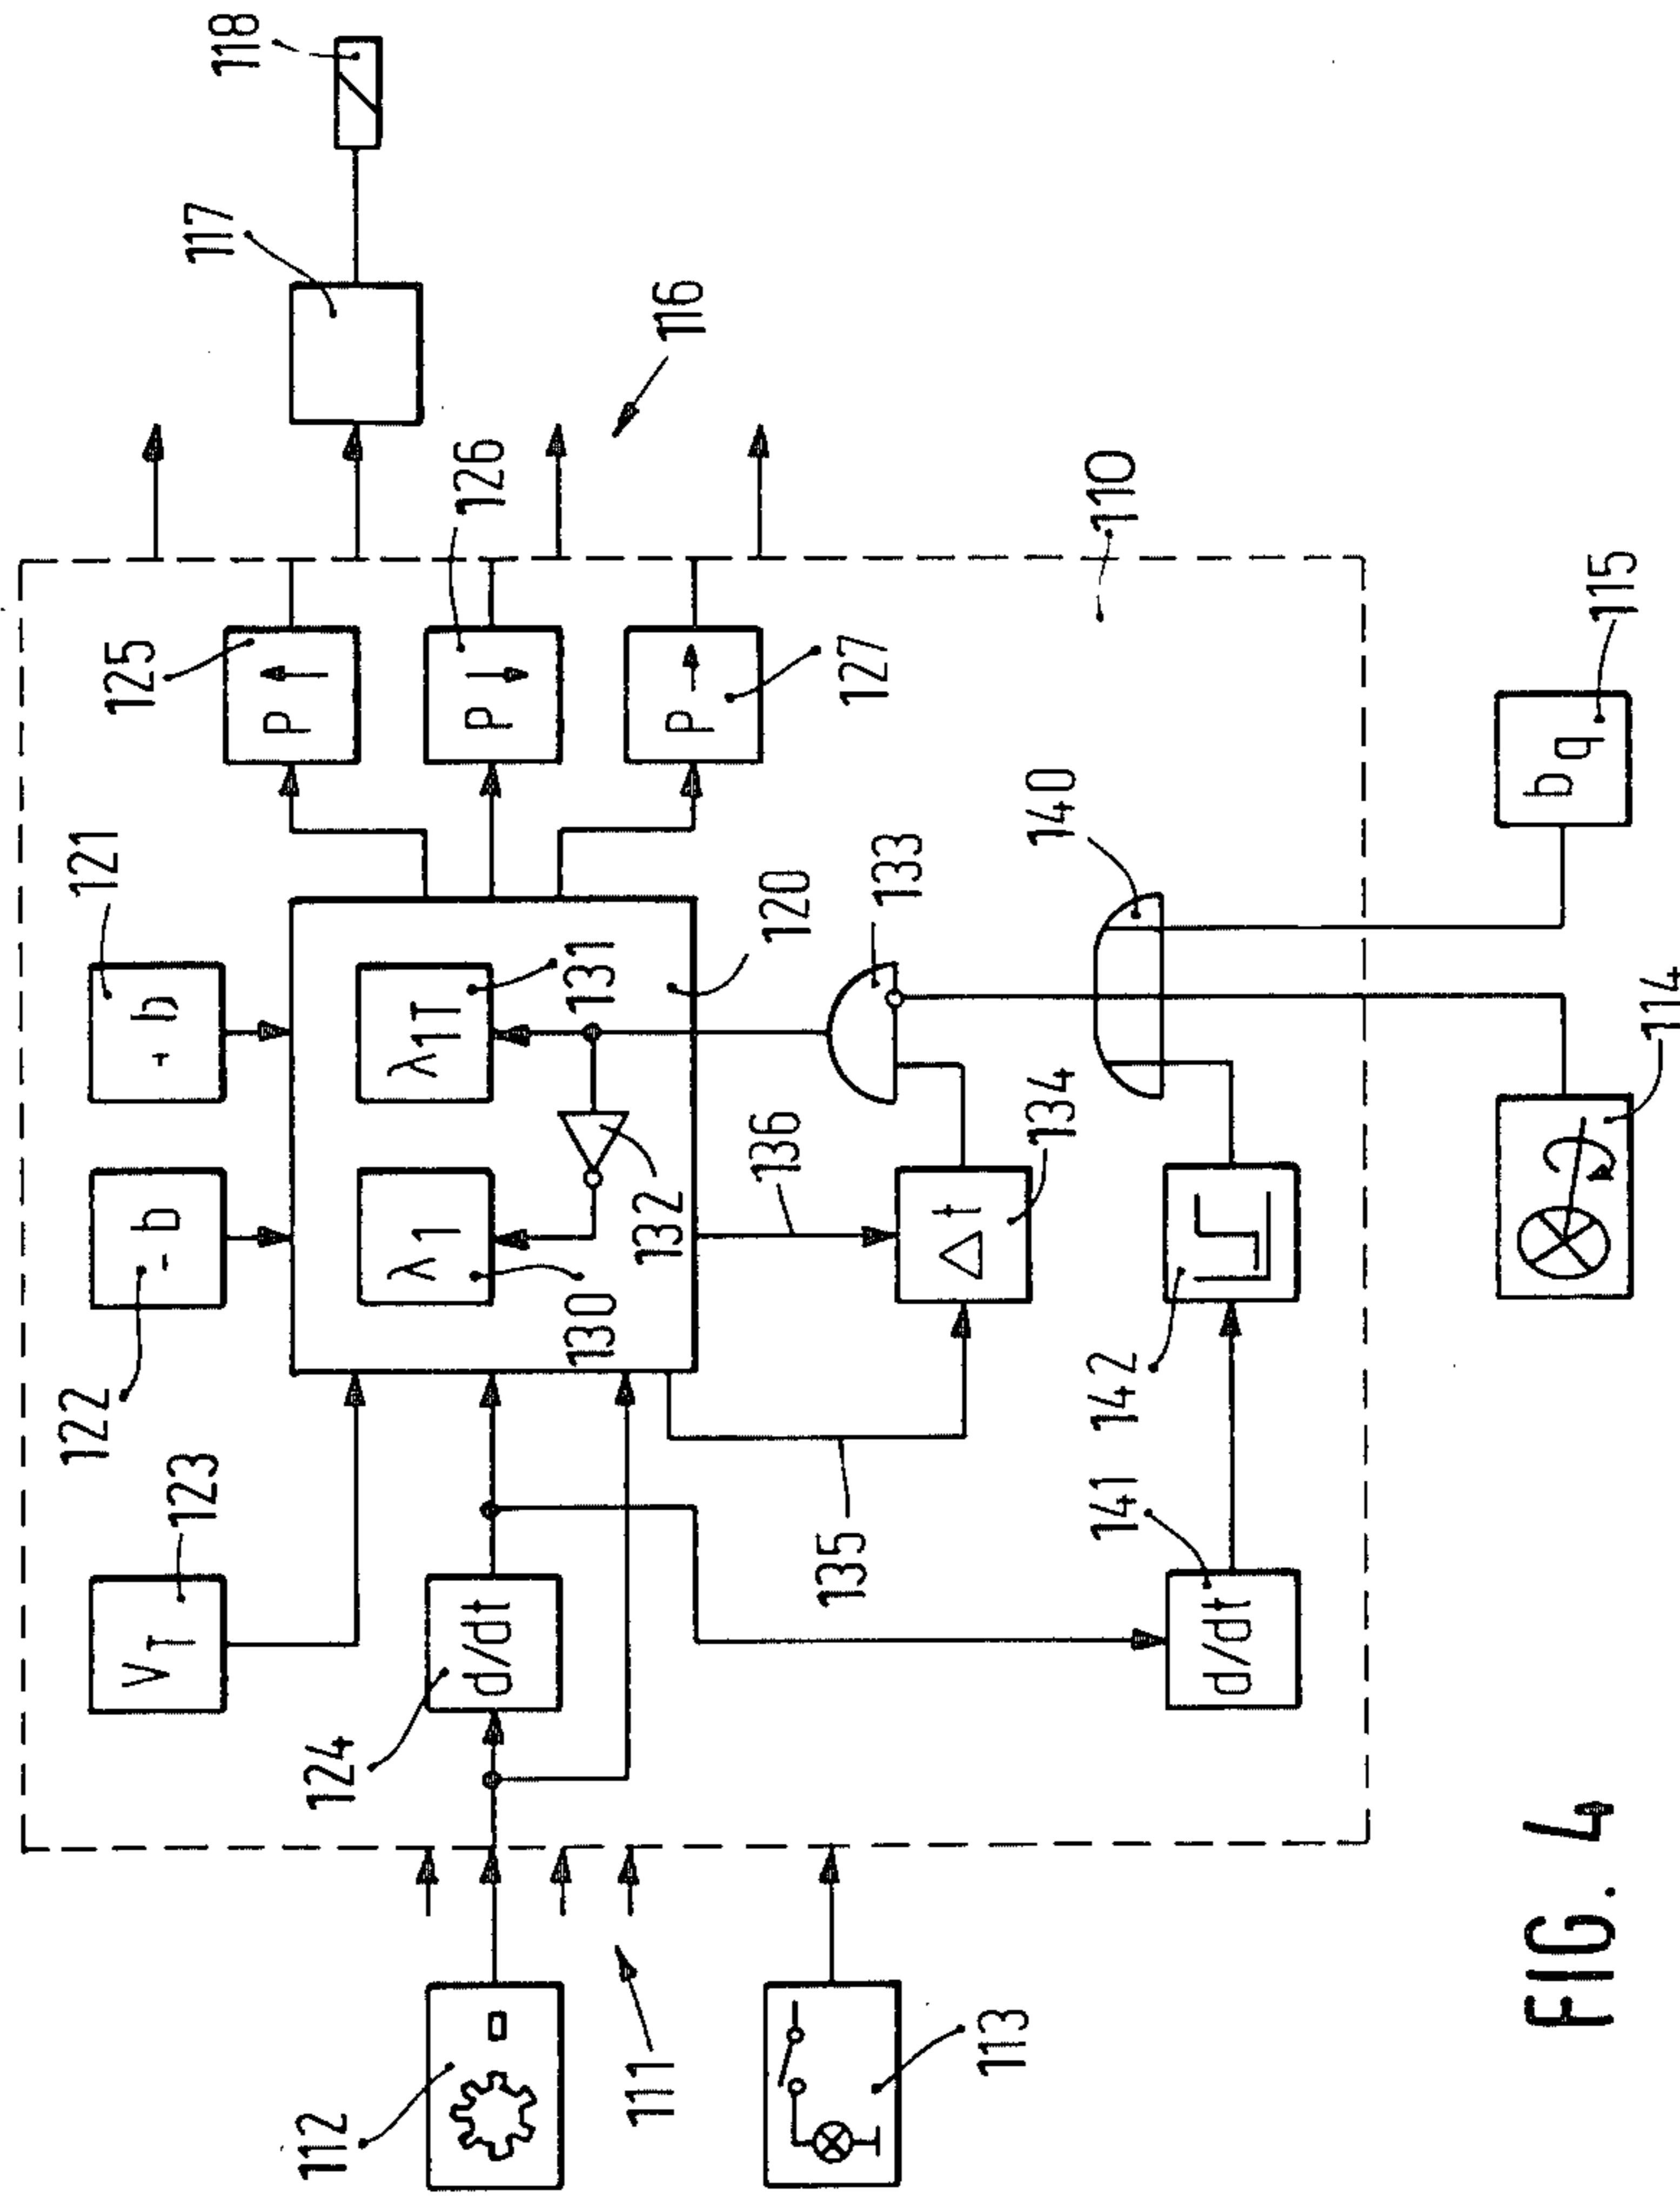 118
117
116
125
P
126
P
127
P
110
121
+ b
122
- b
123
VT
124
d/dt
120
λ1T
131
λ1
130
132
133
140
115
bq
136
134
Δt
135
114
142
141
d/dt
112
111
113
FIG. 4